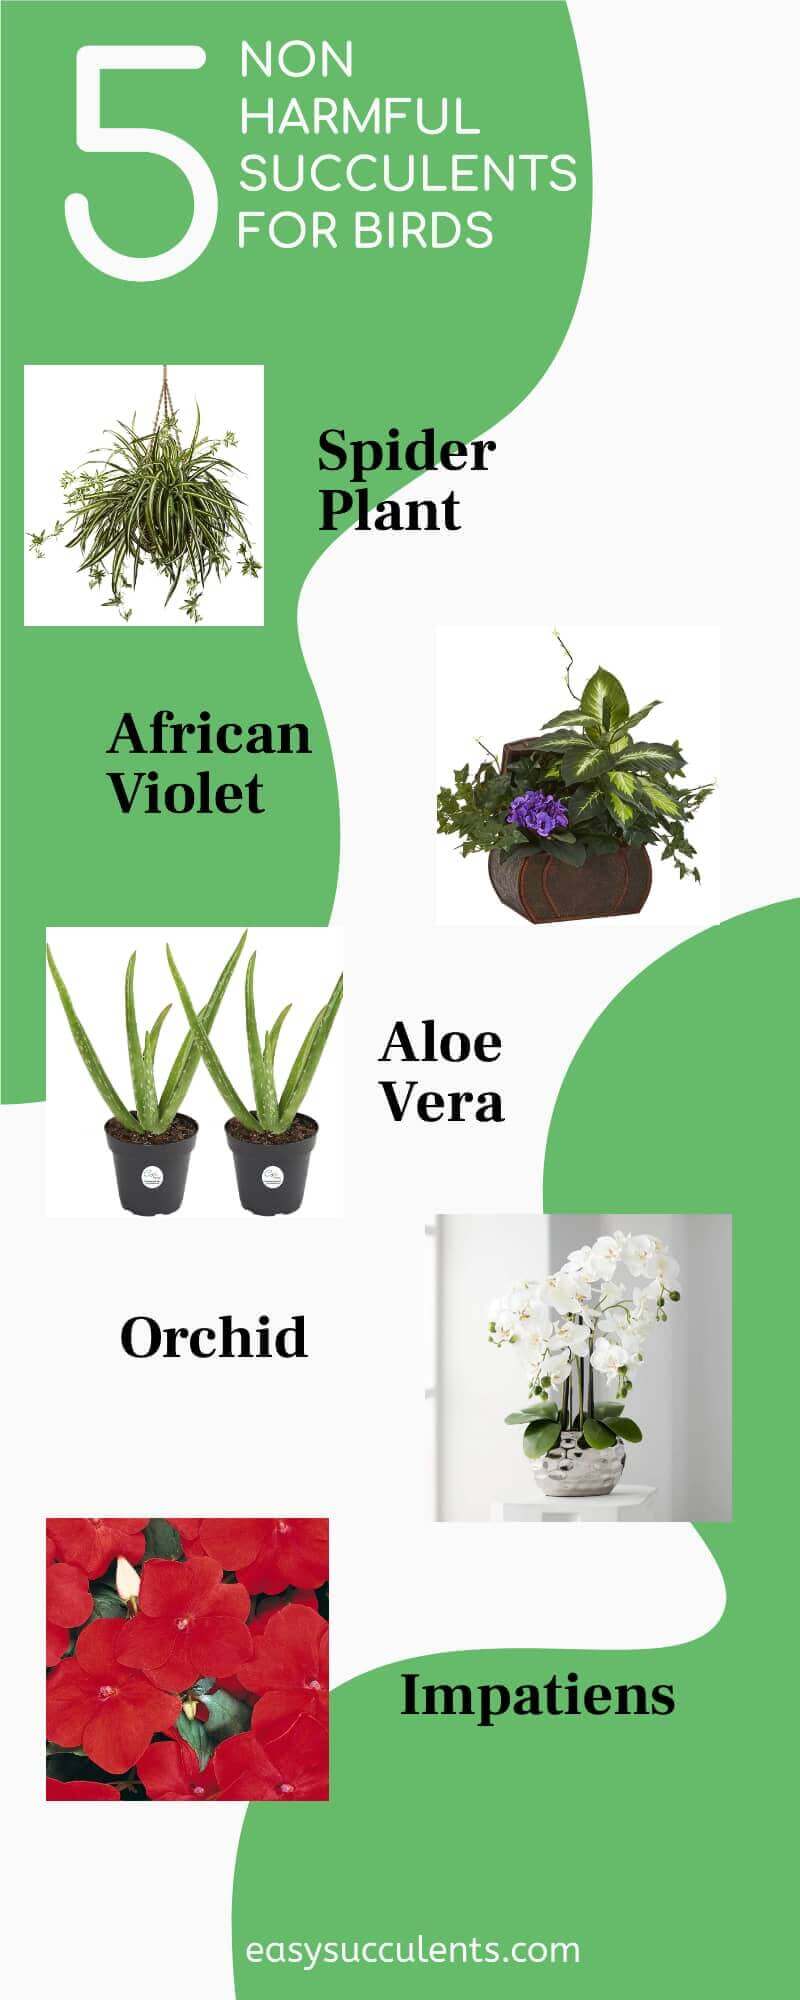 5
NON
HARMFUL
SUCCULENTS
FOR BIRDS
Spider
Plant
African
Violet
Aloe
Vera
Orchid
Impatiens
easysucculents.com